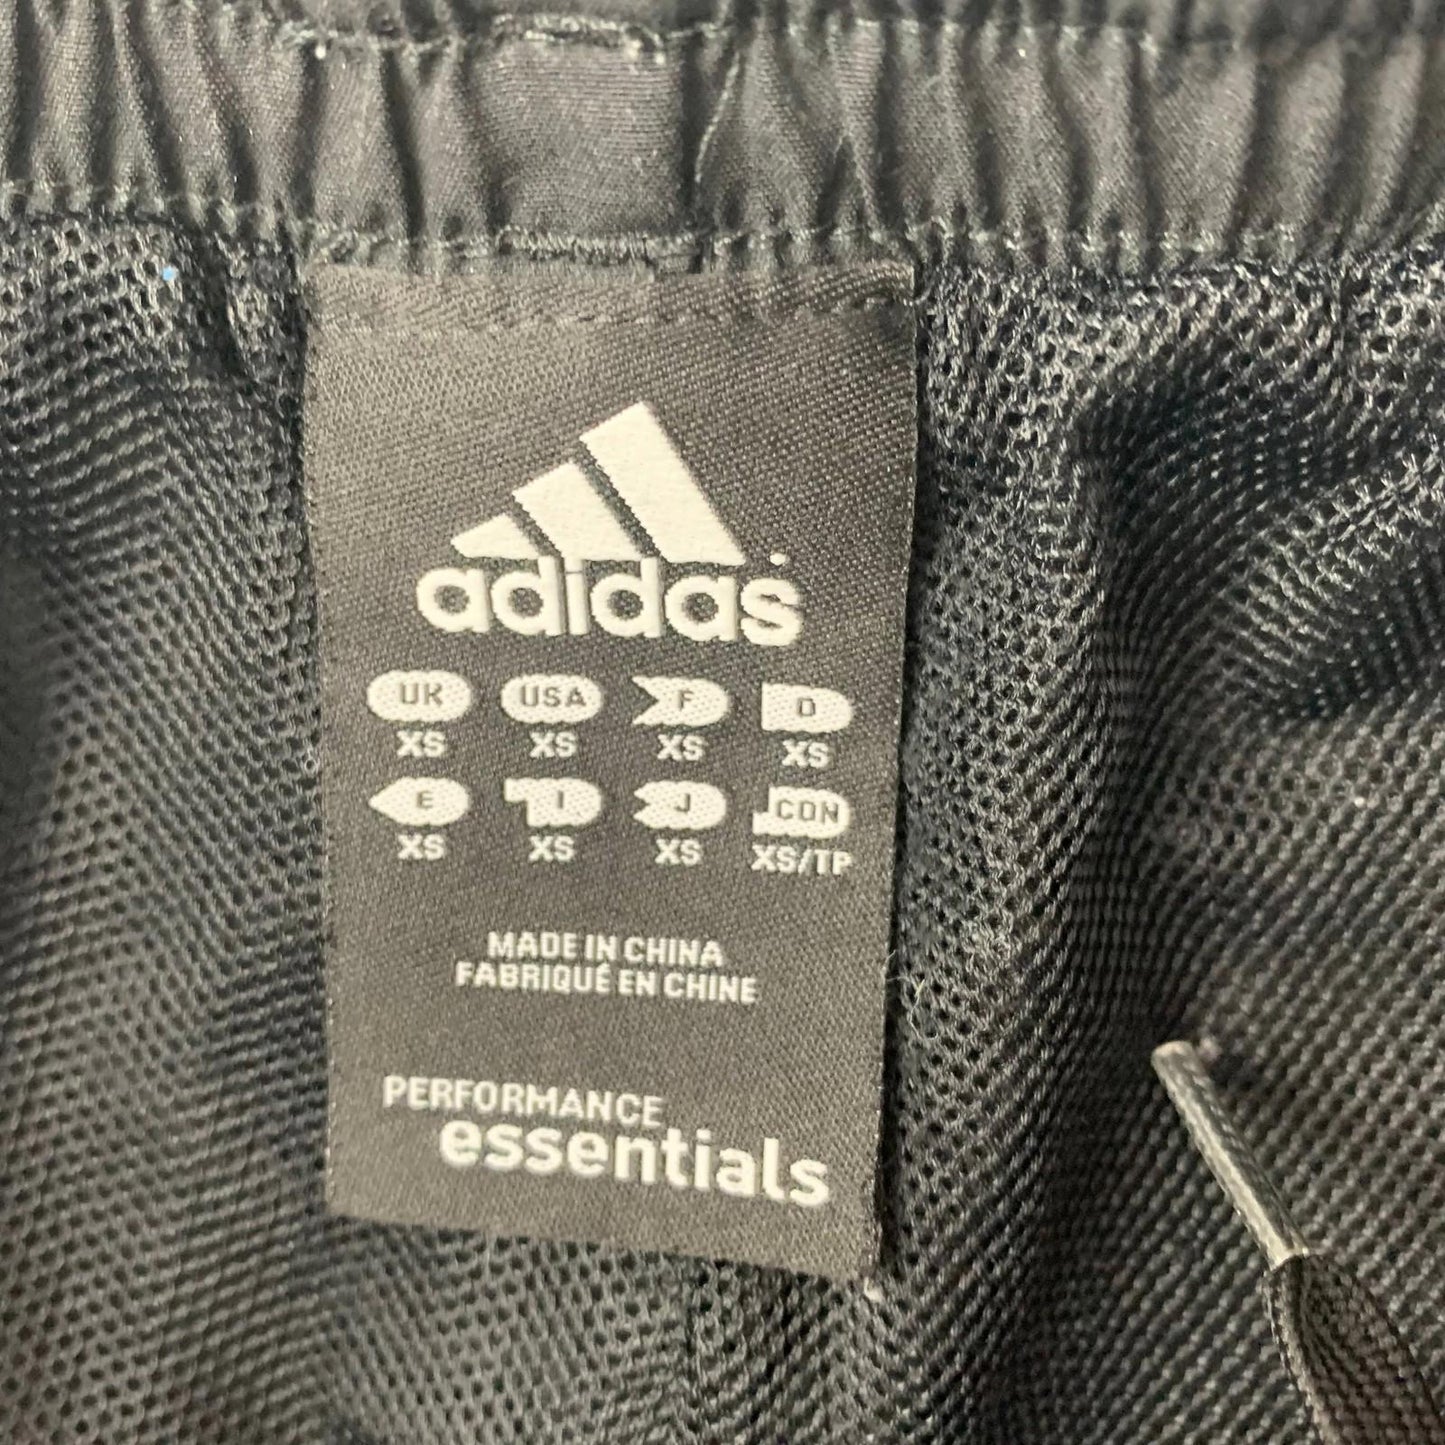 adidas
UK USA F D
XS XS XS XS
E I J CDN
XS XS XS XS/TP
MADE IN CHINA
FABRIQUÉ EN CHINE
PERFORMANCE
essentials